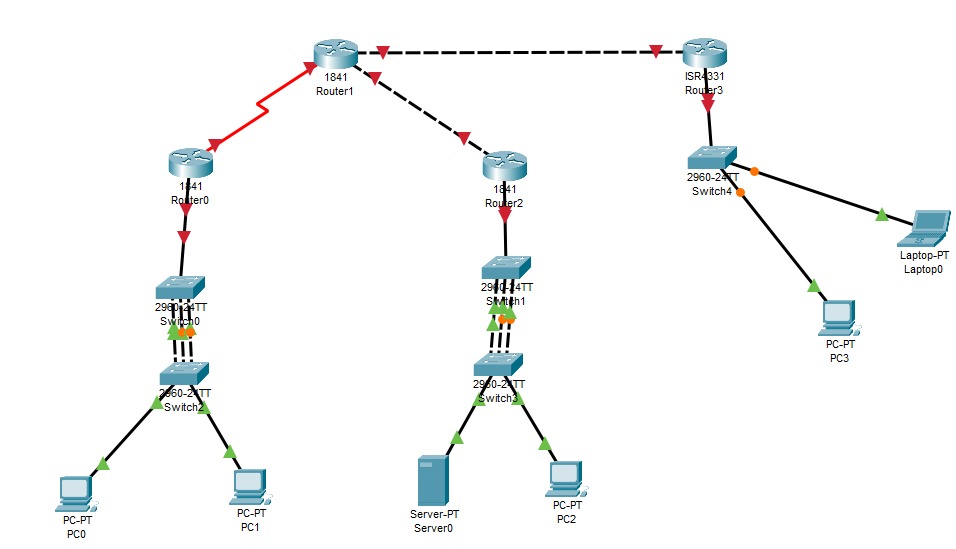 1841
Router1
ISR4331
Router3
1841
Router0
1841
Router2
2960-24TT
Switch4
Laptop-PT
Laptop0
2960-24TT
Switch0
2960-24TT
Switch1
PC-PT
PC3
2960-24TT
Switch2
2960-24TT
Switch3
PC-PT
PC0
PC-PT
PC1
Server-PT
Server0
PC-PT
PC2